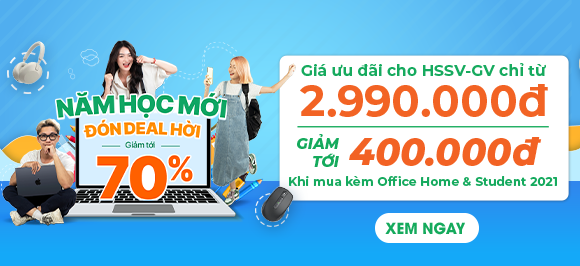 NĂM HỌC MỚI
ĐÓN DEAL HỜI
Giảm tới
70%
Giá ưu đãi cho HSSV-GV chỉ từ
2.990.000đ
GIẢM TỚI 400.000đ
Khi mua kèm Office Home & Student 2021
XEM NGAY